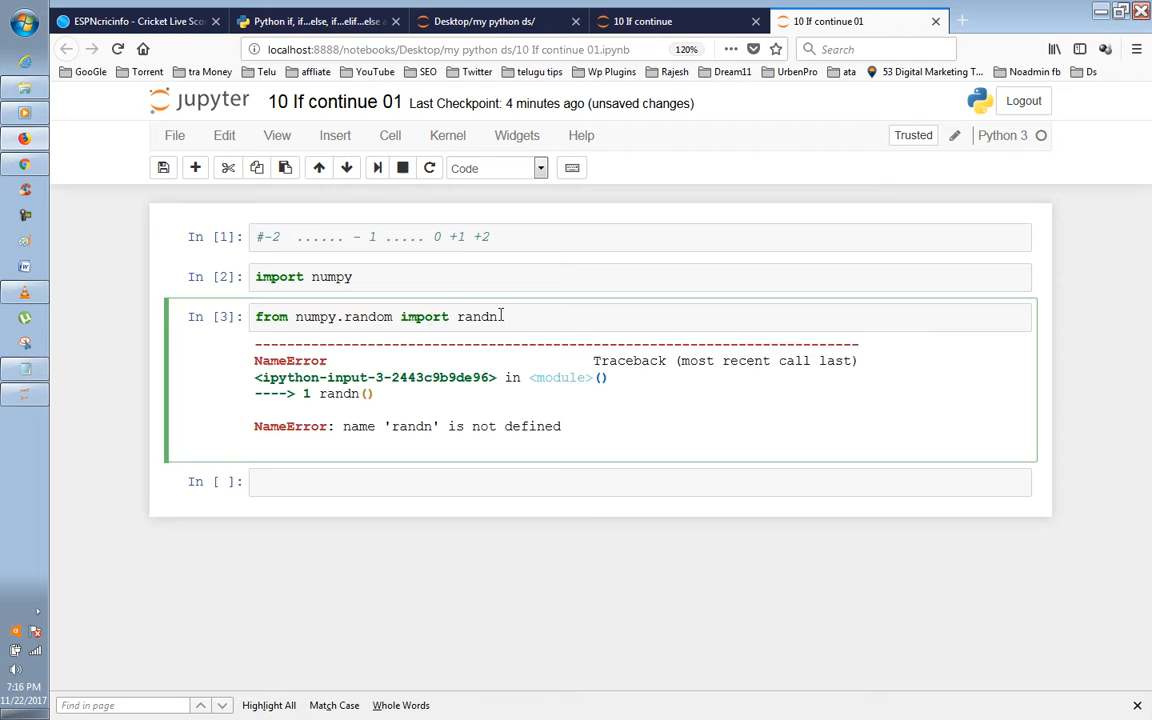 ESPNcricinfo - Cricket Live Scor
Python if, if...else, if...elif...else a
Desktop/my python ds/
10 If continue
10 If continue 01
localhost:8888/notebooks/Desktop/my python ds/10 If continue 01.ipynb
120%
Search
GooGle
Torrent
tra Money
Telu
affliate
YouTube
SEO
Twitter
telugu tips
Wp Plugins
Rajesh
Dream11
UrbenPro
ata
53 Digital Marketing T...
Noadmin fb
Ds
jupyter
10 If continue 01 Last Checkpoint: 4 minutes ago (unsaved changes)
Logout
File Edit View Insert Cell Kernel Widgets Help
Trusted
Python 3
Code
In [1]: #-2 ...... - 1 ..... 0 +1 +2
In [2]: import numpy
In [3]: from numpy.random import randn
---------------------------------------------------------------------------
NameError Traceback (most recent call last)
<ipython-input-3-2443c9b9de96> in <module>()
----> 1 randn()
NameError: name 'randn' is not defined
In [ ]:
7:16 PM
11/22/2017
Find in page
Highlight All
Match Case
Whole Words